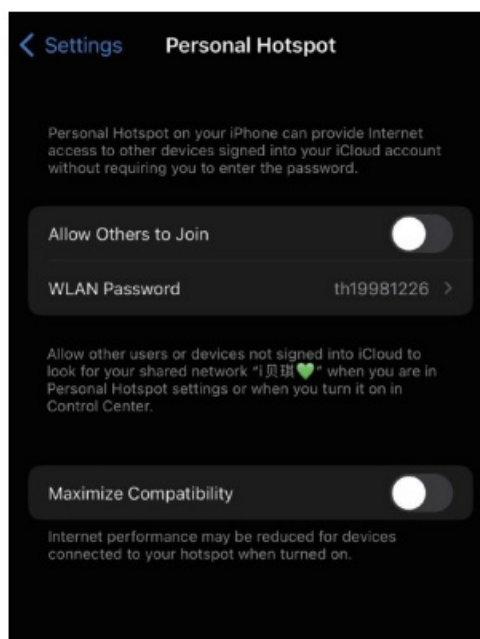 Settings
Personal Hotspot
Personal Hotspot on your iPhone can provide Internet
access to other devices signed into your iCloud account
without requiring you to enter the password.
Allow Others to Join
WLAN Password th19981226
Allow other users or devices not signed into iCloud to
look for your shared network “i贝琪💚” when you are in
Personal Hotspot settings or when you turn it on in
Control Center.
Maximize Compatibility
Internet performance may be reduced for devices
connected to your hotspot when turned on.